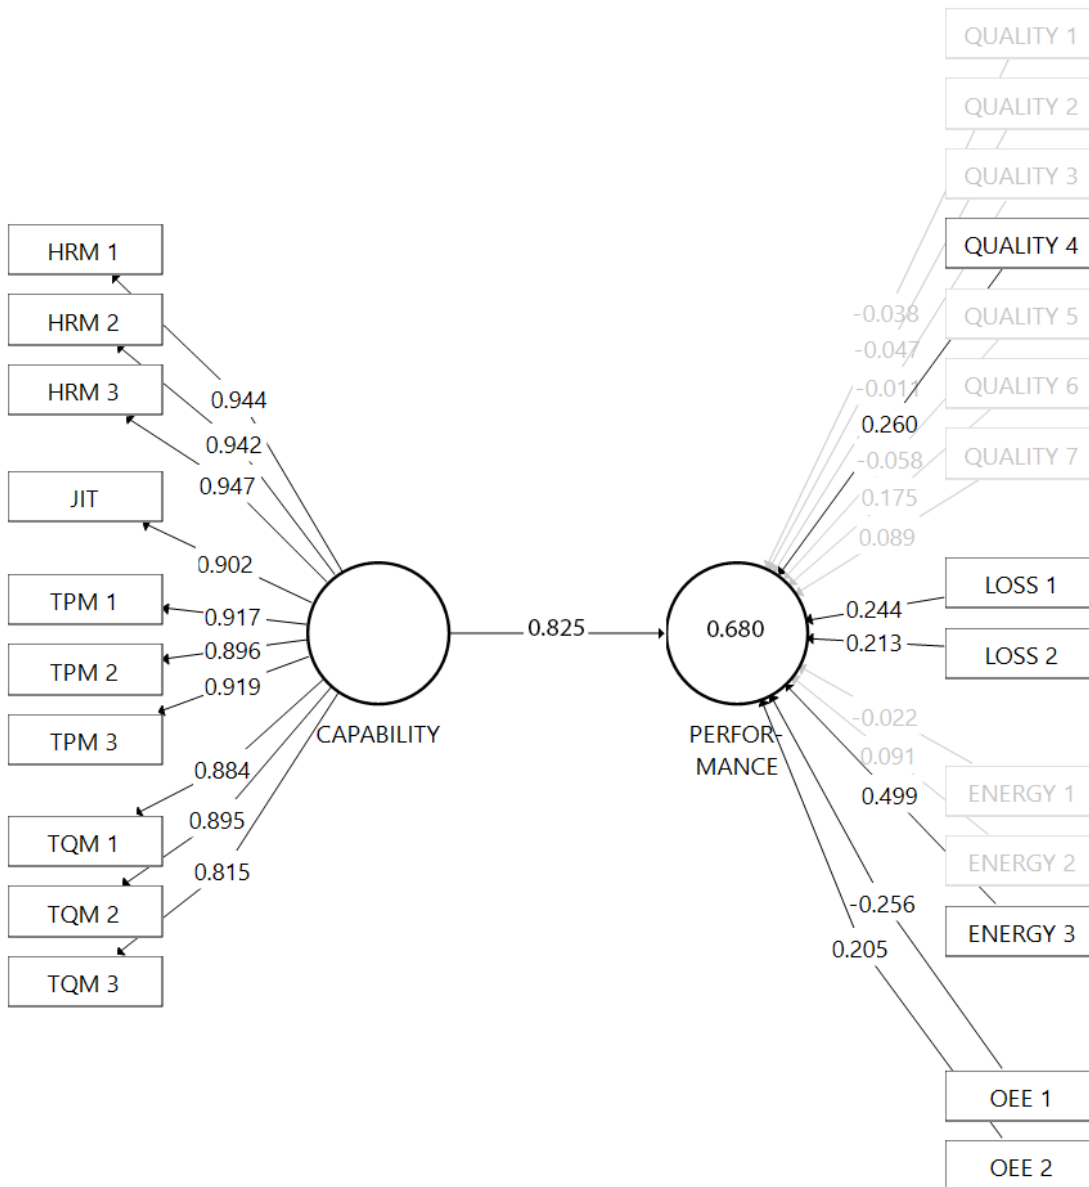 HRM 1
HRM 2
HRM 3
JIT
TPM 1
TPM 2
TPM 3
TQM 1
TQM 2
TQM 3
0.944
0.942
0.947
0.902
0.917
0.896
0.919
0.884
0.895
0.815
CAPABILITY
0.825
0.680
PERFOR-
MANCE
-0.038
-0.047
-0.011
0.260
-0.058
0.175
0.089
0.244
0.213
-0.022
0.091
0.499
-0.256
0.205
QUALITY 1
QUALITY 2
QUALITY 3
QUALITY 4
QUALITY 5
QUALITY 6
QUALITY 7
LOSS 1
LOSS 2
ENERGY 1
ENERGY 2
ENERGY 3
OEE 1
OEE 2